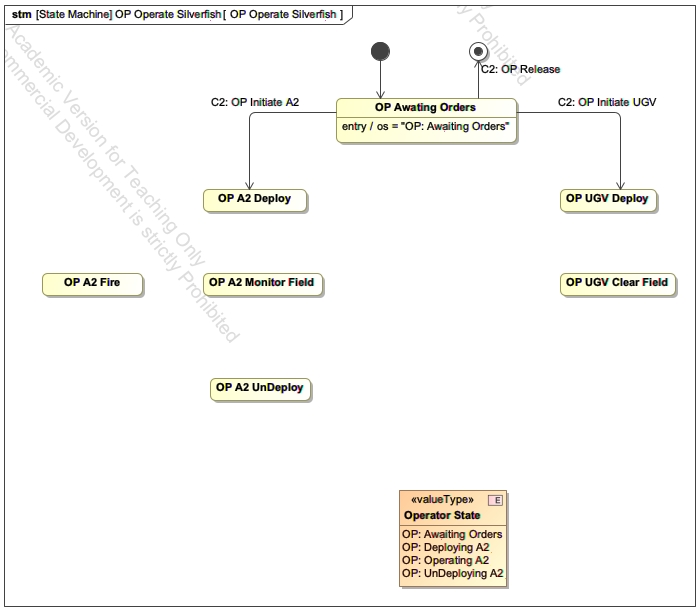 stm [State Machine] OP Operate Silverfish[ OP Operate Silverfish ]
Academic Version for Teaching Only
Commercial Development is strictly Prohibited
y Prohibited
C2: OP Release
C2: OP Initiate A2
OP Awating Orders
C2: OP Initiate UGV
entry / os = "OP: Awaiting Orders"
OP A2 Deploy
OP UGV Deploy
OP A2 Fire
OP A2 Monitor Field
OP UGV Clear Field
OP A2 UnDeploy
«valueType»
E
Operator State
OP: Awaiting Orders
OP: Deploying A2
OP: Operating A2
OP: UnDeploying A2